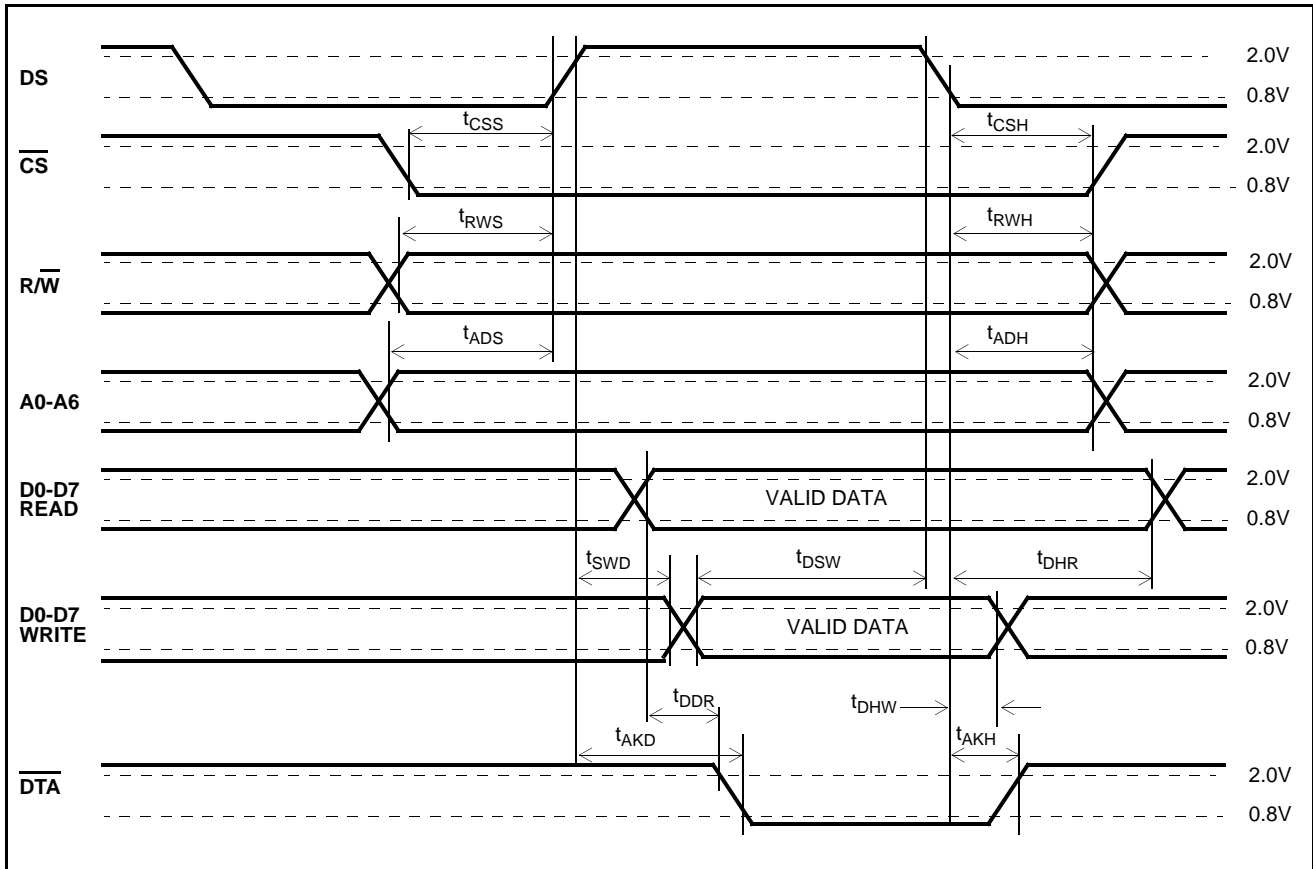 DS
2.0V
0.8V
tCSS
tCSH
CS
2.0V
0.8V
tRWS
tRWH
R/W
2.0V
0.8V
tADS
tADH
A0-A6
2.0V
0.8V
D0-D7
READ
VALID DATA
2.0V
0.8V
tSWD
tDSW
tDHR
D0-D7
WRITE
VALID DATA
2.0V
0.8V
tDDR
tDHW
tAKD
tAKH
DTA
2.0V
0.8V